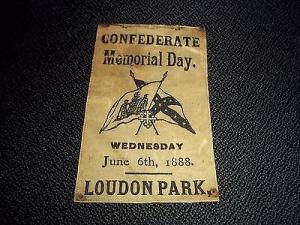 CONFEDERATE
Memorial Day.
WEDNESDAY
June 6th, 1888.
LOUDON PARK,